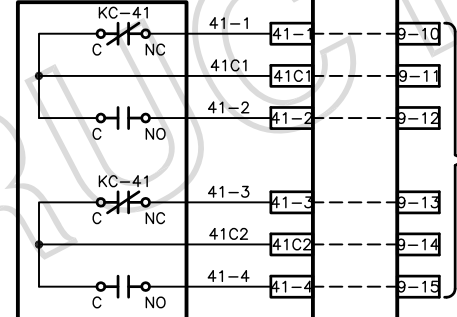 KC-41
C NC 41-1 41-1 9-10
41C1 41C1 9-11
C NO 41-2 41-2 9-12
KC-41
C NC 41-3 41-3 9-13
41C2 41C2 9-14
C NO 41-4 41-4 9-15
RUCT